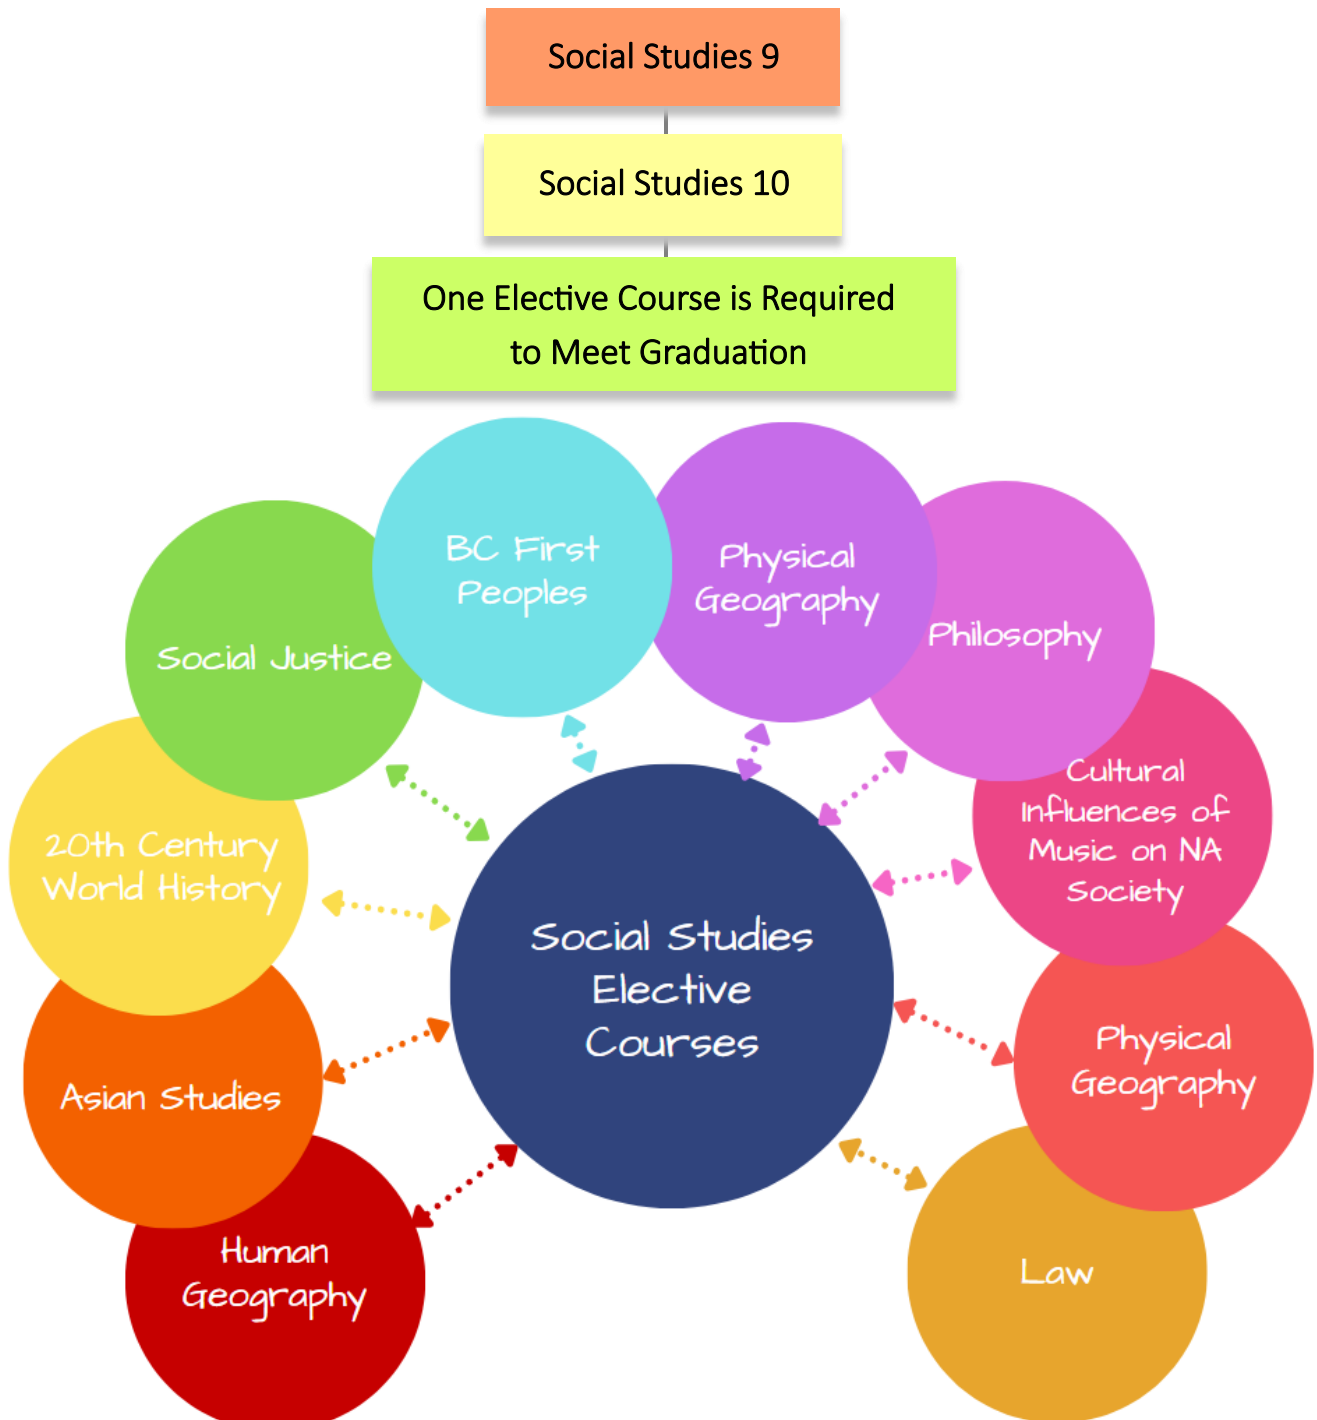 Social Studies 9
Social Studies 10
One Elective Course is Required
to Meet Graduation
BC First
Peoples
Physical
Geography
Philosophy
Social Justice
Cultural
Influences of
Music on NA
Society
20th Century
World History
Social Studies
Elective
Courses
Physical
Geography
Asian Studies
Human
Geography
Law